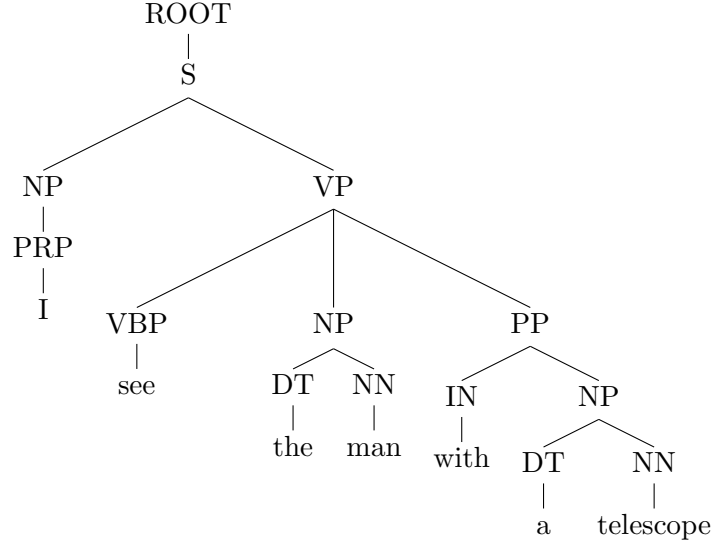 ROOT
S
NP VP
PRP
I
VBP NP PP
see
DT NN IN NP
the man with
DT NN
a telescope